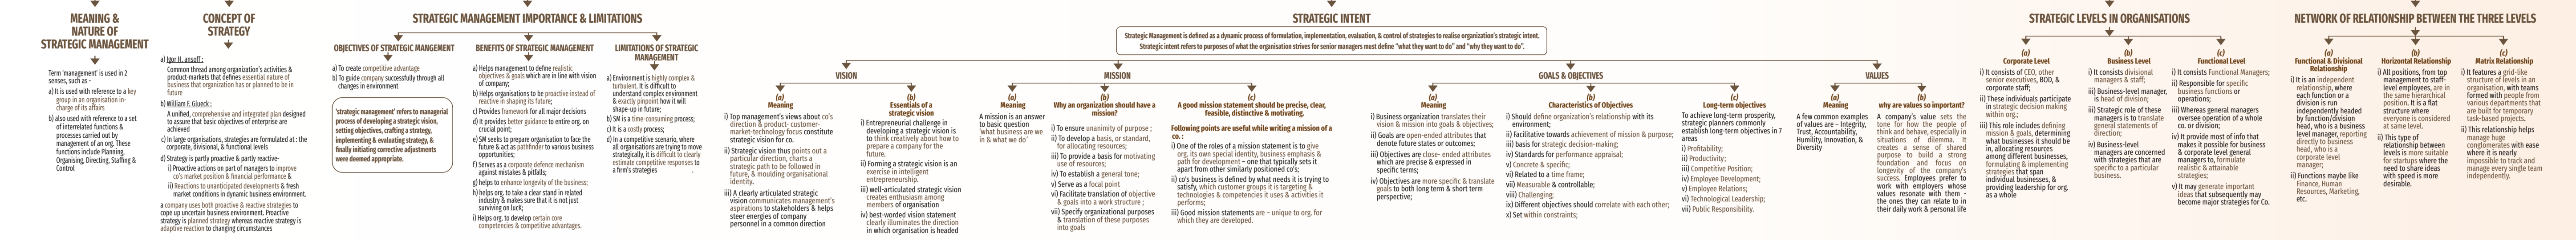 MEANING &
NATURE OF
STRATEGIC MANAGEMENT
Term 'management' is used in 2
senses, such as -
a) It is used with reference to a key
group in an organisation in-
charge of its affairs
b) also used with reference to a set
of interrelated functions &
processes carried out by
management of an org. These
functions include Planning,
Organising, Directing, Staffing &
Control
CONCEPT OF
STRATEGY
a) Igor H. ansoff :
Common thread among organization's activities &
product-markets that defines essential nature of
business that organization has or planned to be in
future
b) William F. Glueck :
A unified, comprehensive and integrated plan designed
to assure that basic objectives of enterprise are
achieved
c) In large organisations, strategies are formulated at : the
corporate, divisional, & functional levels
d) Strategy is partly proactive & partly reactive-
i) Proactive actions on part of managers to improve
co's market position & financial performance &
ii) Reactions to unanticipated developments & fresh
market conditions in dynamic business environment.
a company uses both proactive & reactive strategies to
cope up uncertain business environment. Proactive
strategy is planned strategy whereas reactive strategy is
adaptive reaction to changing circumstances
STRATEGIC MANAGEMENT IMPORTANCE & LIMITATIONS
OBJECTIVES OF STRATEGIC MANGEMENT
a) To create competitive advantage
b) To guide company successfully through all
changes in environment
'strategic management' refers to managerial
process of developing a strategic vision,
setting objectives, crafting a strategy,
implementing & evaluating strategy, &
finally initiating corrective adjustments
were deemed appropriate.
BENEFITS OF STRATEGIC MANAGEMENT
a) Helps management to define realistic
objectives & goals which are in line with vision
of company;
b) Helps organisations to be proactive instead of
reactive in shaping its future;
c) Provides framework for all major decisions
d) It provides better guidance to entire org. on
crucial point;
e) SM seeks to prepare organisation to face the
future & act as pathfinder to various business
opportunities;
f) Serves as a corporate defence mechanism
against mistakes & pitfalls;
g) helps to enhance longevity of the business;
h) helps org. to take a clear stand in related
industry & makes sure that it is not just
surviving on luck;
i) Helps org. to develop certain core
competencies & competitive advantages.
LIMITATIONS OF STRATEGIC
MANAGEMENT
a) Environment is highly complex &
turbulent. It is difficult to
understand complex environment
& exactly pinpoint how it will
shape-up in future;
b) SM is a time-consuming process;
c) It is a costly process;
d) In a competitive scenario, where
all organisations are trying to move
strategically, it is difficult to clearly
estimate competitive responses to
a firm's strategies
STRATEGIC INTENT
Strategic Management is defined as a dynamic process of formulation, implementation, evaluation, & control of strategies to realise organization's strategic intent.
Strategic intent refers to purposes of what the organisation strives for senior managers must define "what they want to do" and "why they want to do".
VISION
(a)
Meaning
i) Top management's views about co's
direction & product- customer-
market-technology focus constitute
strategic vision for co.
ii) Strategic vision thus points out a
particular direction, charts a
strategic path to be followed in
future, & moulding organisational
identity.
iii) A clearly articulated strategic
vision communicates management's
aspirations to stakeholders & helps
steer energies of company
personnel in a common direction
(b)
Essentials of a
strategic vision
i) Entrepreneurial challenge in
developing a strategic vision is
to think creatively about how to
prepare a company for the
future.
ii) Forming a strategic vision is an
exercise in intelligent
entrepreneurship.
iii) well-articulated strategic vision
creates enthusiasm among
members of organisation
iv) best-worded vision statement
clearly illuminates the direction
in which organisation is headed
MISSION
(a)
Meaning
A mission is an answer
to basic question
'what business are we
in & what we do'
(b)
Why an organization should have a
mission?
i) To ensure unanimity of purpose ;
ii) To develop a basis, or standard,
for allocating resources;
iii) To provide a basis for motivating
use of resources;
iv) To establish a general tone;
v) Serve as a focal point
vi) Facilitate translation of objective
& goals into a work structure ;
vii) Specify organizational purposes
& translation of these purposes
into goals
(c)
A good mission statement should be precise, clear,
feasible, distinctive & motivating.
Following points are useful while writing a mission of a
co. :
i) One of the roles of a mission statement is to give
org. its own special identity, business emphasis &
path for development – one that typically sets it
apart from other similarly positioned co's;
ii) co's business is defined by what needs it is trying to
satisfy, which customer groups it is targeting &
technologies & competencies it uses & activities it
performs;
iii) Good mission statements are – unique to org. for
which they are developed.
GOALS & OBJECTIVES
(a)
Meaning
i) Business organization translates their
vision & mission into goals & objectives;
ii) Goals are open-ended attributes that
denote future states or outcomes;
iii) Objectives are close- ended attributes
which are precise & expressed in
specific terms;
iv) Objectives are more specific & translate
goals to both long term & short term
perspective;
(b)
Characteristics of Objectives
i) Should define organization's relationship with its
environment;
ii) Facilitative towards achievement of mission & purpose;
iii) basis for strategic decision-making;
iv) Standards for performance appraisal;
v) Concrete & specific;
vi) Related to a time frame;
vii) Measurable & controllable;
viii) Challenging;
ix) Different objectives should correlate with each other;
x) Set within constraints;
(c)
Long-term objectives
To achieve long-term prosperity,
strategic planners commonly
establish long-term objectives in 7
areas
i) Profitability;
ii) Productivity;
iii) Competitive Position;
iv) Employee Development;
v) Employee Relations;
vi) Technological Leadership;
vii) Public Responsibility.
VALUES
(a)
Meaning
A few common examples
of values are – Integrity,
Trust, Accountability,
Humility, Innovation, &
Diversity
(b)
why are values so important?
A company's value sets the
tone for how the people of
think and behave, especially in
situations of dilemma. It
creates a sense of shared
purpose to build a strong
foundation and focus on
longevity of the company's
success. Employees prefer to
work with employers whose
values resonate with them -
the ones they can relate to in
their daily work & personal life
STRATEGIC LEVELS IN ORGANISATIONS
(a)
Corporate Level
i) It consists of CEO, other
senior executives, BOD, &
corporate staff;
ii) These individuals participate
in strategic decision making
within org.;
iii) This role includes defining
mission & goals, determining
what businesses it should be
in, allocating resources
among different businesses,
formulating & implementing
strategies that span
individual businesses, &
providing leadership for org.
as a whole
(b)
Business Level
i) It consists divisional
managers & staff;
ii) Business-level manager,
is head of division;
iii) Strategic role of these
managers is to translate
general statements of
direction;
iv) Business-level
managers are concerned
with strategies that are
specific to a particular
business.
(c)
Functional Level
i) It consists Functional Managers;
ii) Responsible for specific
business functions or
operations;
iii) Whereas general managers
oversee operation of a whole
co. or division;
iv) It provide most of info that
makes it possible for business
& corporate level general
managers to, formulate
realistic & attainable
strategies;
v) It may generate important
ideas that subsequently may
become major strategies for Co.
NETWORK OF RELATIONSHIP BETWEEN THE THREE LEVELS
(a)
Functional & Divisional
Relationship
i) It is an independent
relationship, where
each function or a
division is run
independently headed
by function/division
head, who is a business
level manager, reporting
directly to business
head, who is a
corporate level
manager;
ii) Functions maybe like
Finance, Human
Resources, Marketing,
etc.
(b)
Horizontal Relationship
i) All positions, from top
management to staff-
level employees, are in
the same hierarchical
position. It is a flat
structure where
everyone is considered
at same level.
ii) This type of
relationship between
levels is more suitable
for startups where the
need to share ideas
with speed is more
desirable.
(c)
Matrix Relationship
i) It features a grid-like
structure of levels in an
organisation, with teams
formed with people from
various departments that
are built for temporary
task-based projects.
ii) This relationship helps
manage huge
conglomerates with ease
where it is nearly
impossible to track and
manage every single team
independently.